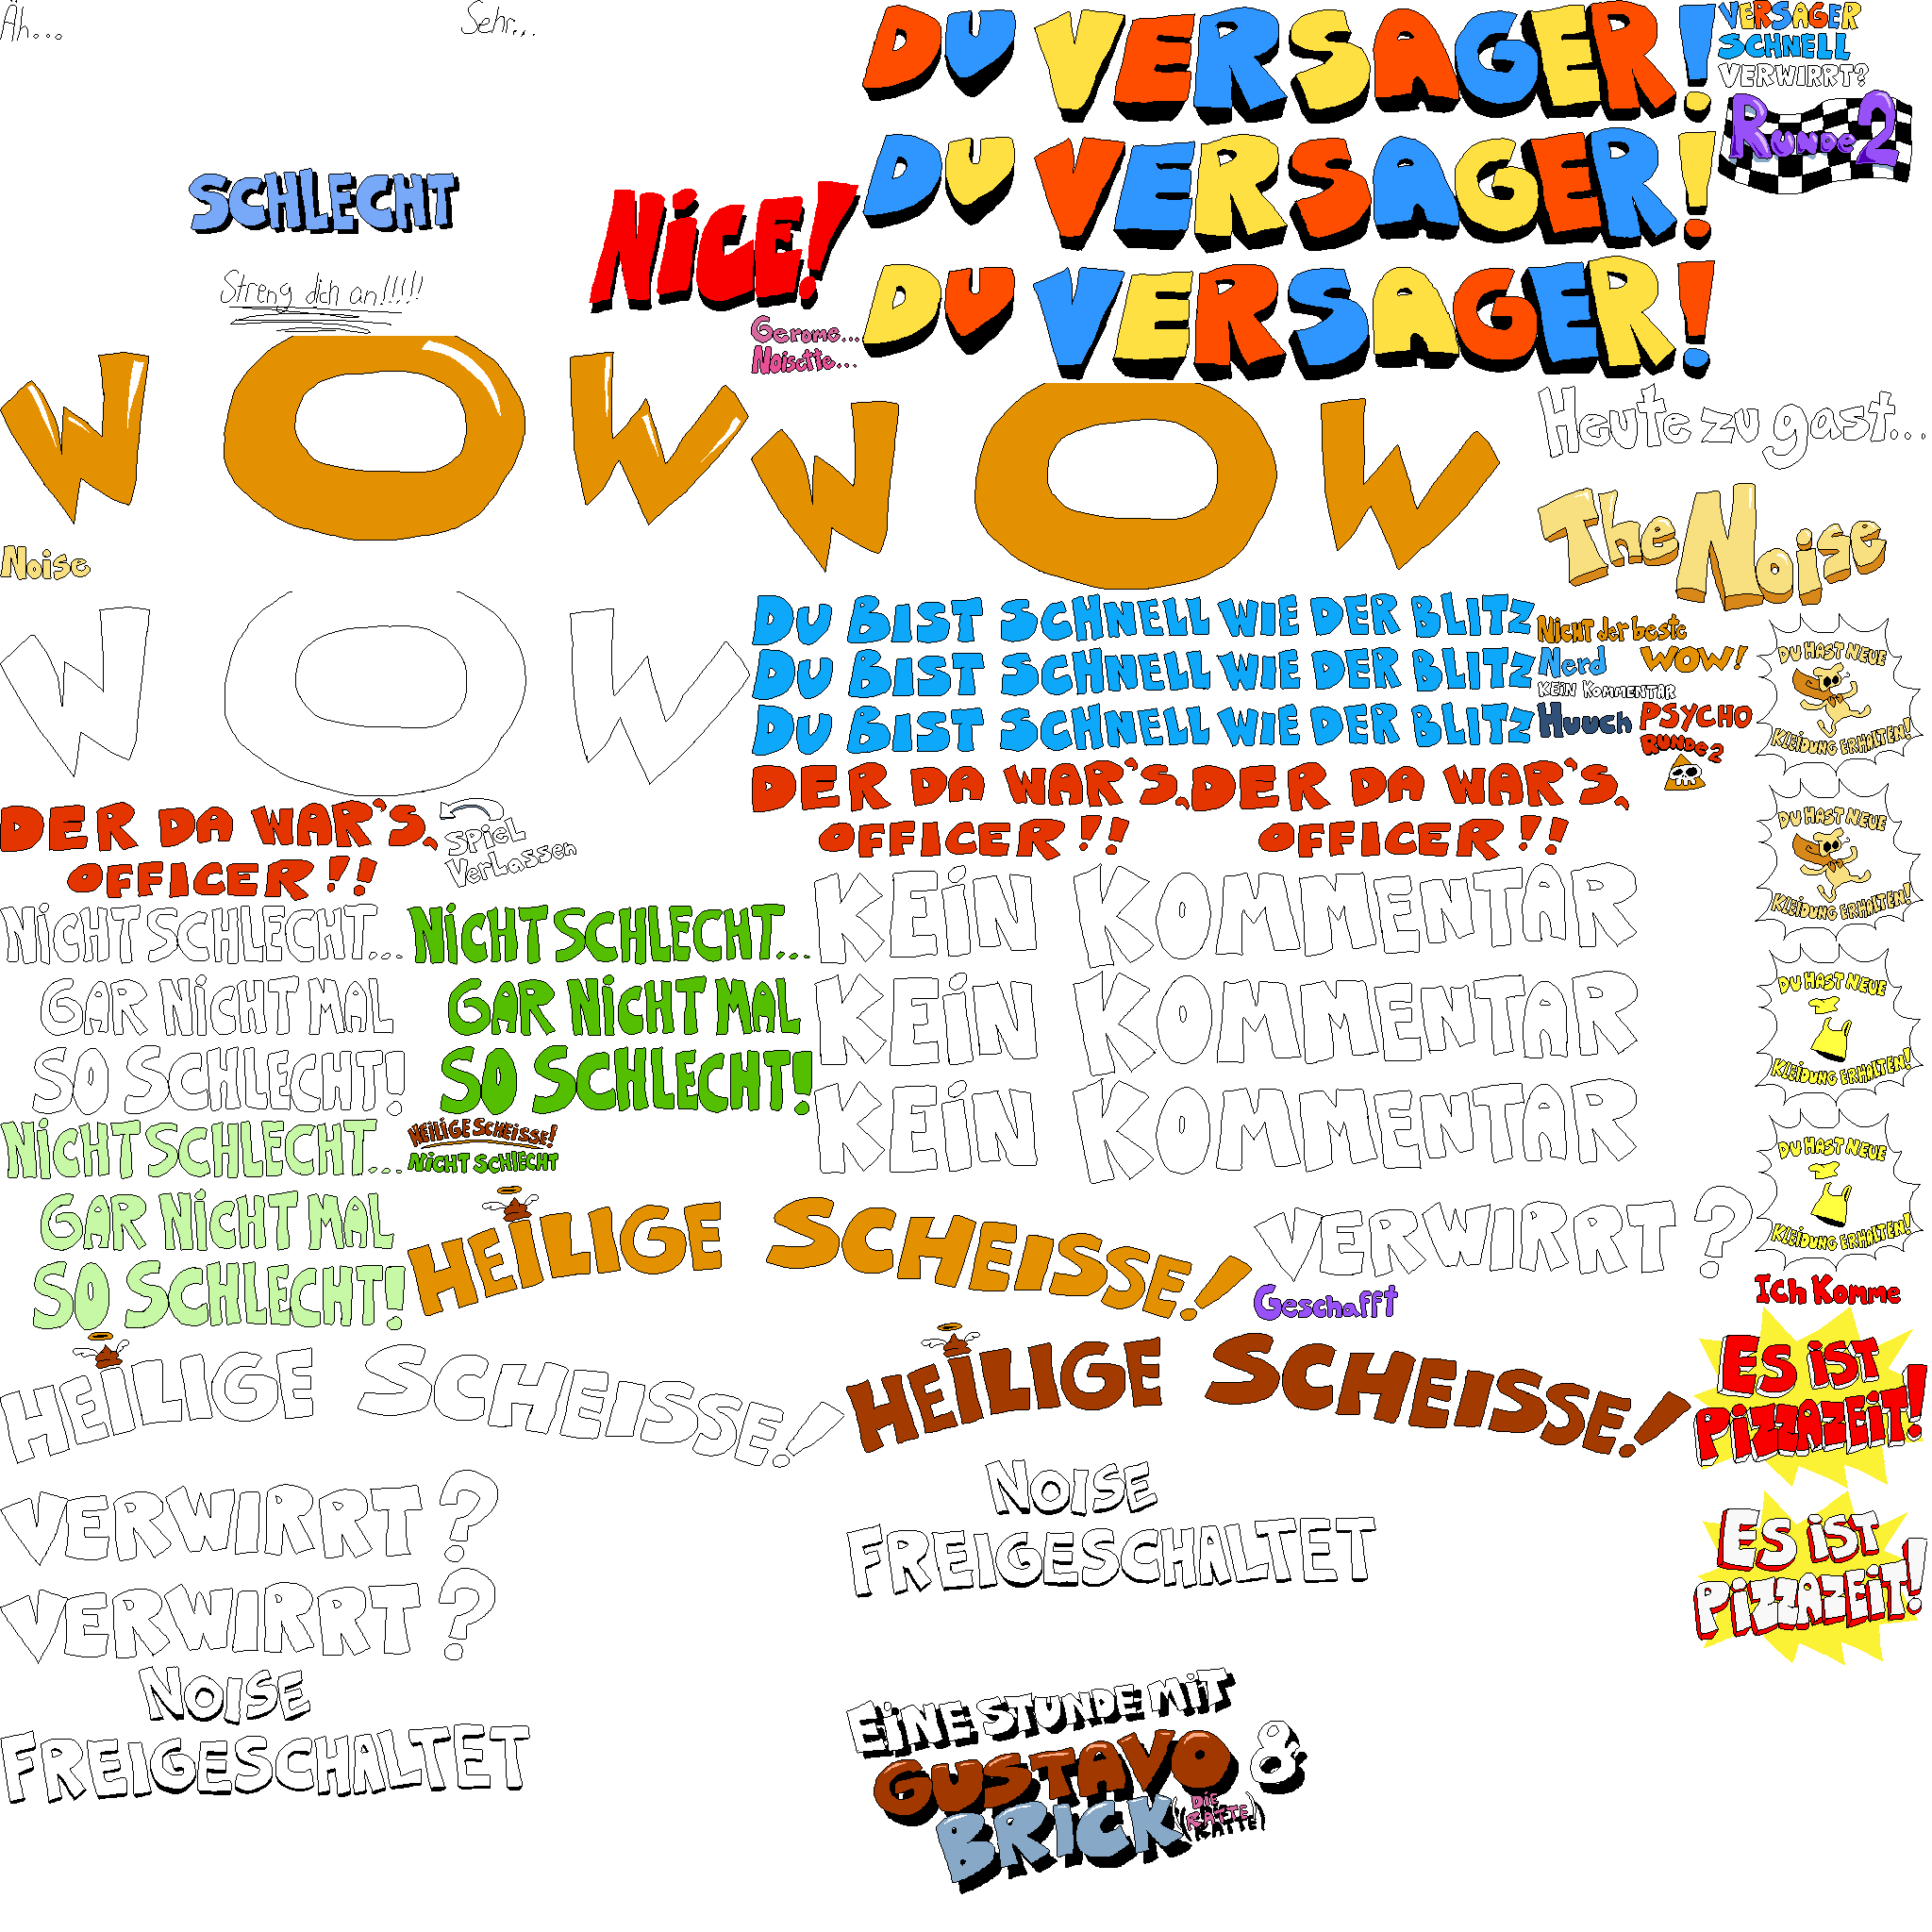 Äh...
Sehr...
SCHLECHT
Streng dich an!!!!!
NiCE!
Gerome...
Noisette...
DU VERSAGER!
DU VERSAGER!
DU VERSAGER!
VERSAGER
SCHNELL
VERWIRRT?
RUNDE 2
WOW
WOW
Heute zu gast...
The Noise
Noise
WOW
DU BIST SCHNELL WIE DER BLITZ
DU BIST SCHNELL WIE DER BLITZ
DU BIST SCHNELL WIE DER BLITZ
NiCHT der beste
Nerd
WOW!
KEiN KOMMENTAR
Huuch
PSYCHO
RUNDE 2
DU HAST NEUE
KLEiDUNG ERHALTEN!
DU HAST NEUE
KLEiDUNG ERHALTEN!
DU HAST NEUE
KLEiDUNG ERHALTEN!
DU HAST NEUE
KLEiDUNG ERHALTEN!
DER DA WAR'S,
OFFICER!!
SPiEL
VerLassen
DER DA WAR'S,
OFFICER!!
DER DA WAR'S,
OFFICER!!
NiCHT SCHLECHT...
GAR NiCHT MAL
SO SCHLECHT!
NiCHT SCHLECHT...
GAR NiCHT MAL
SO SCHLECHT!
KEiN KOMMENTAR
KEiN KOMMENTAR
KEiN KOMMENTAR
NiCHT SCHLECHT...
GAR NiCHT MAL
SO SCHLECHT!
HEiLiGE SCHEISSE!
NiCHT SCHLECHT
HEILIGE SCHEISSE!
VERWIRRT?
Geschafft
Ich Komme
HEILIGE SCHEISSE!
HEILIGE SCHEISSE!
ES iST
PiZZAZEiT!
VERWIRRT?
VERWIRRT?
NOISE
FREIGESCHALTET
ES iST
PiZZAZEiT!
NOISE
FREIGESCHALTET
EiNE STUNDE MiT
GUSTAVO &
BRICK (DIE RATTE)